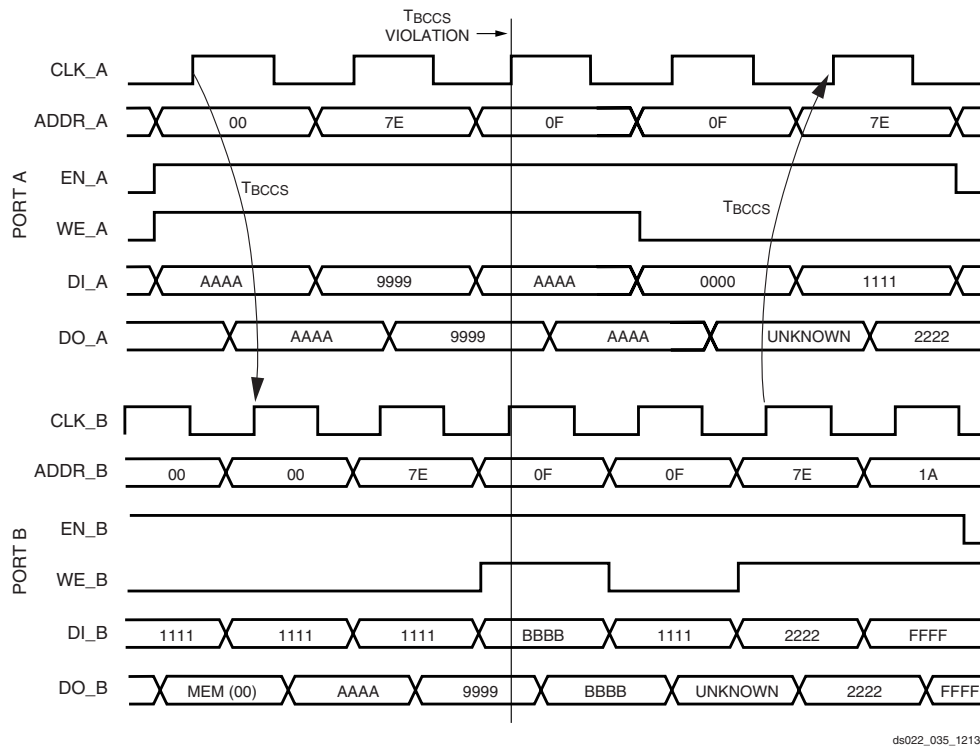 TBCCS
VIOLATION
CLK_A
ADDR_A 00 7E 0F 0F 7E
EN_A
TBCCS
TBCCS
PORT A
WE_A
DI_A AAAA 9999 AAAA 0000 1111
DO_A AAAA 9999 AAAA UNKNOWN 2222
CLK_B
ADDR_B 00 00 7E 0F 0F 7E 1A
EN_B
PORT B
WE_B
DI_B 1111 1111 1111 BBBB 1111 2222 FFFF
DO_B MEM (00) AAAA 9999 BBBB UNKNOWN 2222 FFFF
ds022_035_1213